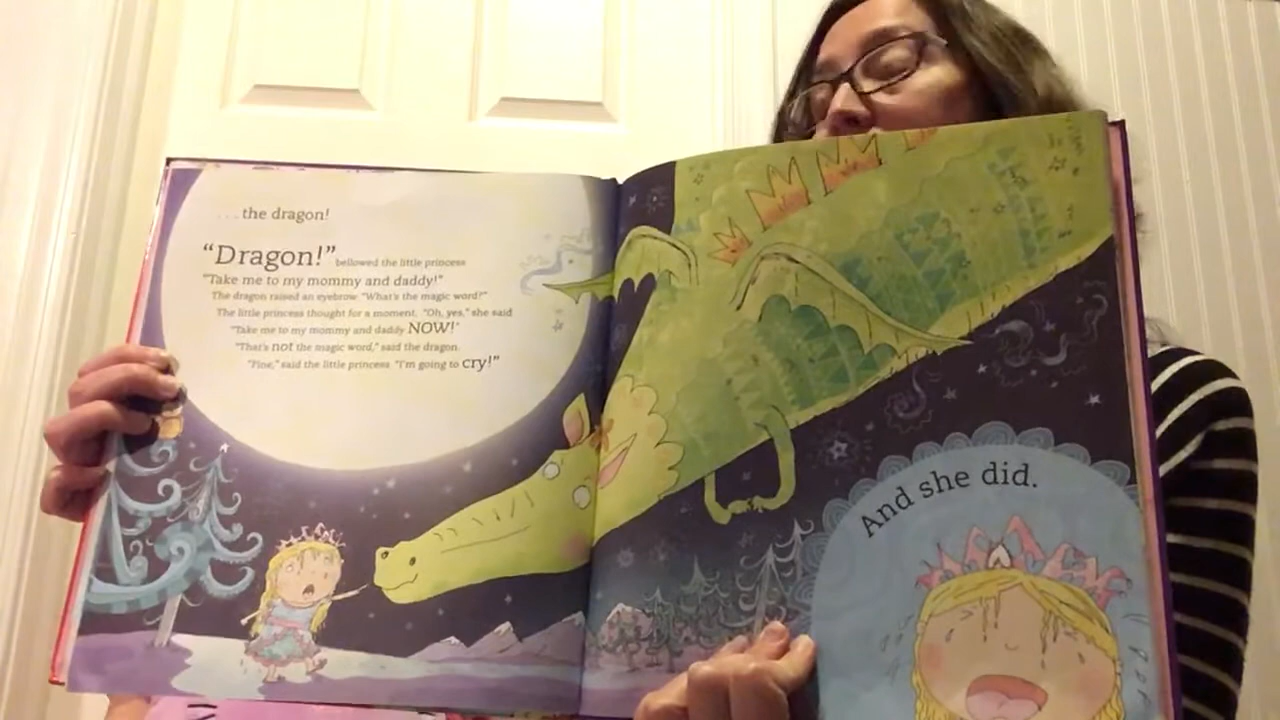 ...the dragon!
"Dragon!" bellowed the little princess
"Take me to my mommy and daddy!"
The dragon raised an eyebrow "What's the magic word?"
The little princess thought for a moment. "Oh, yes," she said
"Take me to my mommy and daddy NOW!"
"That's not the magic word," said the dragon.
"Fine," said the little princess "I'm going to cry!"
And she did.